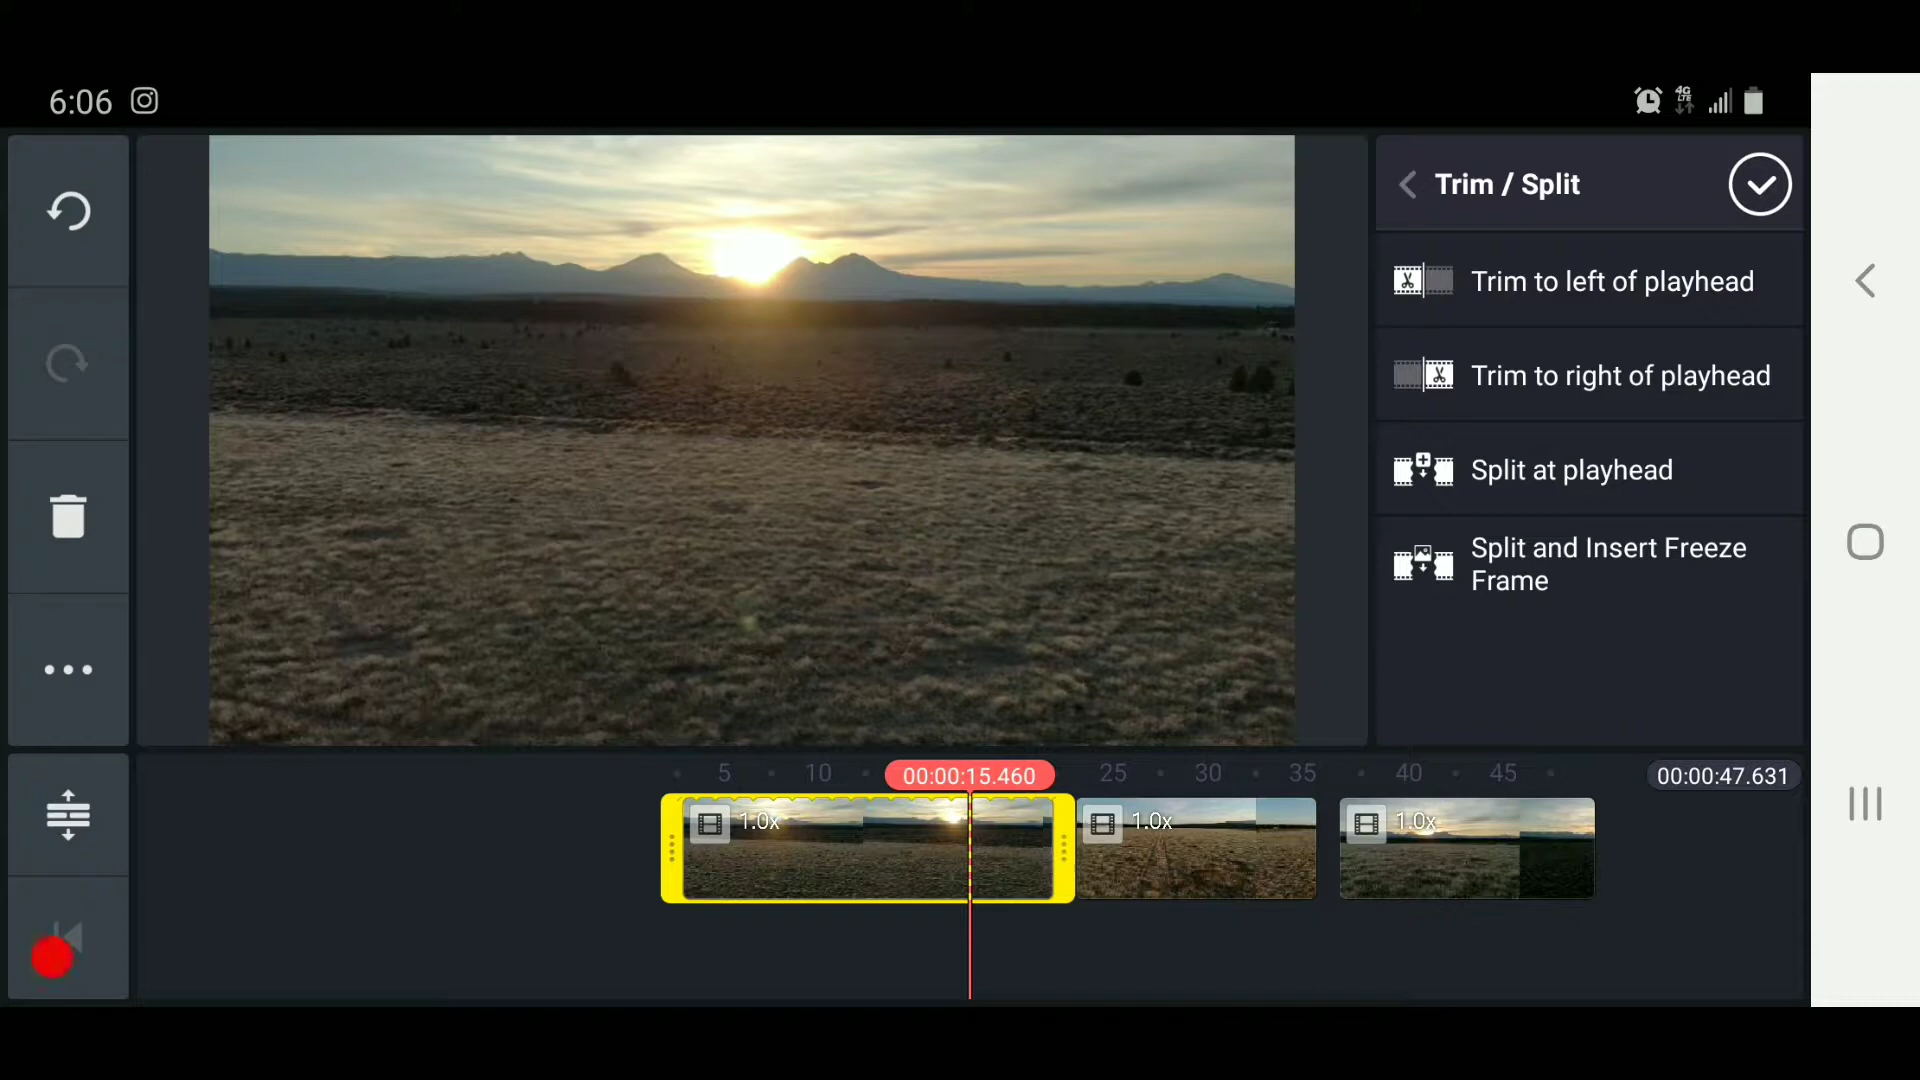 6:06
4G
LTE
Trim / Split
Trim to left of playhead
Trim to right of playhead
Split at playhead
Split and Insert Freeze
Frame
5 10 00:00:15.460 25 30 35 40 45 00:00:47.631
1.0x 1.0x 1.0x